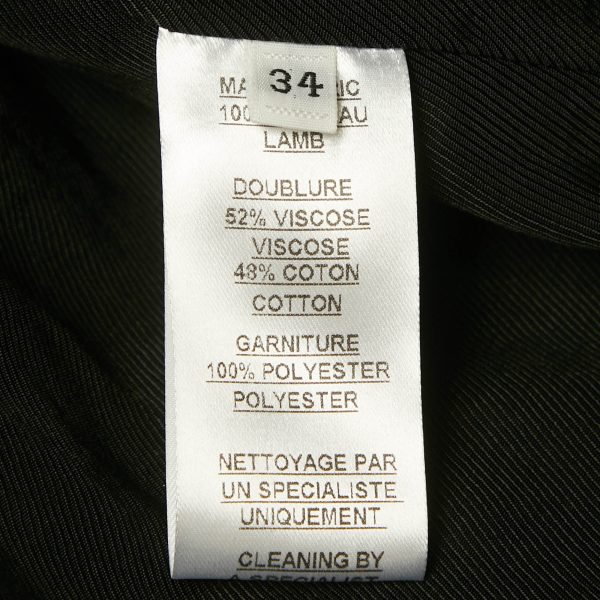 34
LAMB
DOUBLURE
52% VISCOSE
VISCOSE
48% COTON
COTTON
GARNITURE
100% POLYESTER
POLYESTER
NETTOYAGE PAR
UN SPECIALISTE
UNIQUEMENT
CLEANING BY
A SPECIALIST